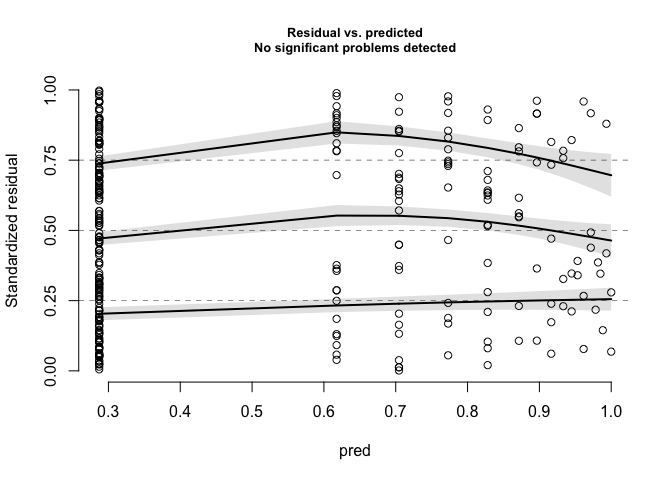 Residual vs. predicted
No significant problems detected
1.00
0.75
0.50
0.25
0.00
Standardized residual
0.3 0.4 0.5 0.6 0.7 0.8 0.9 1.0
pred